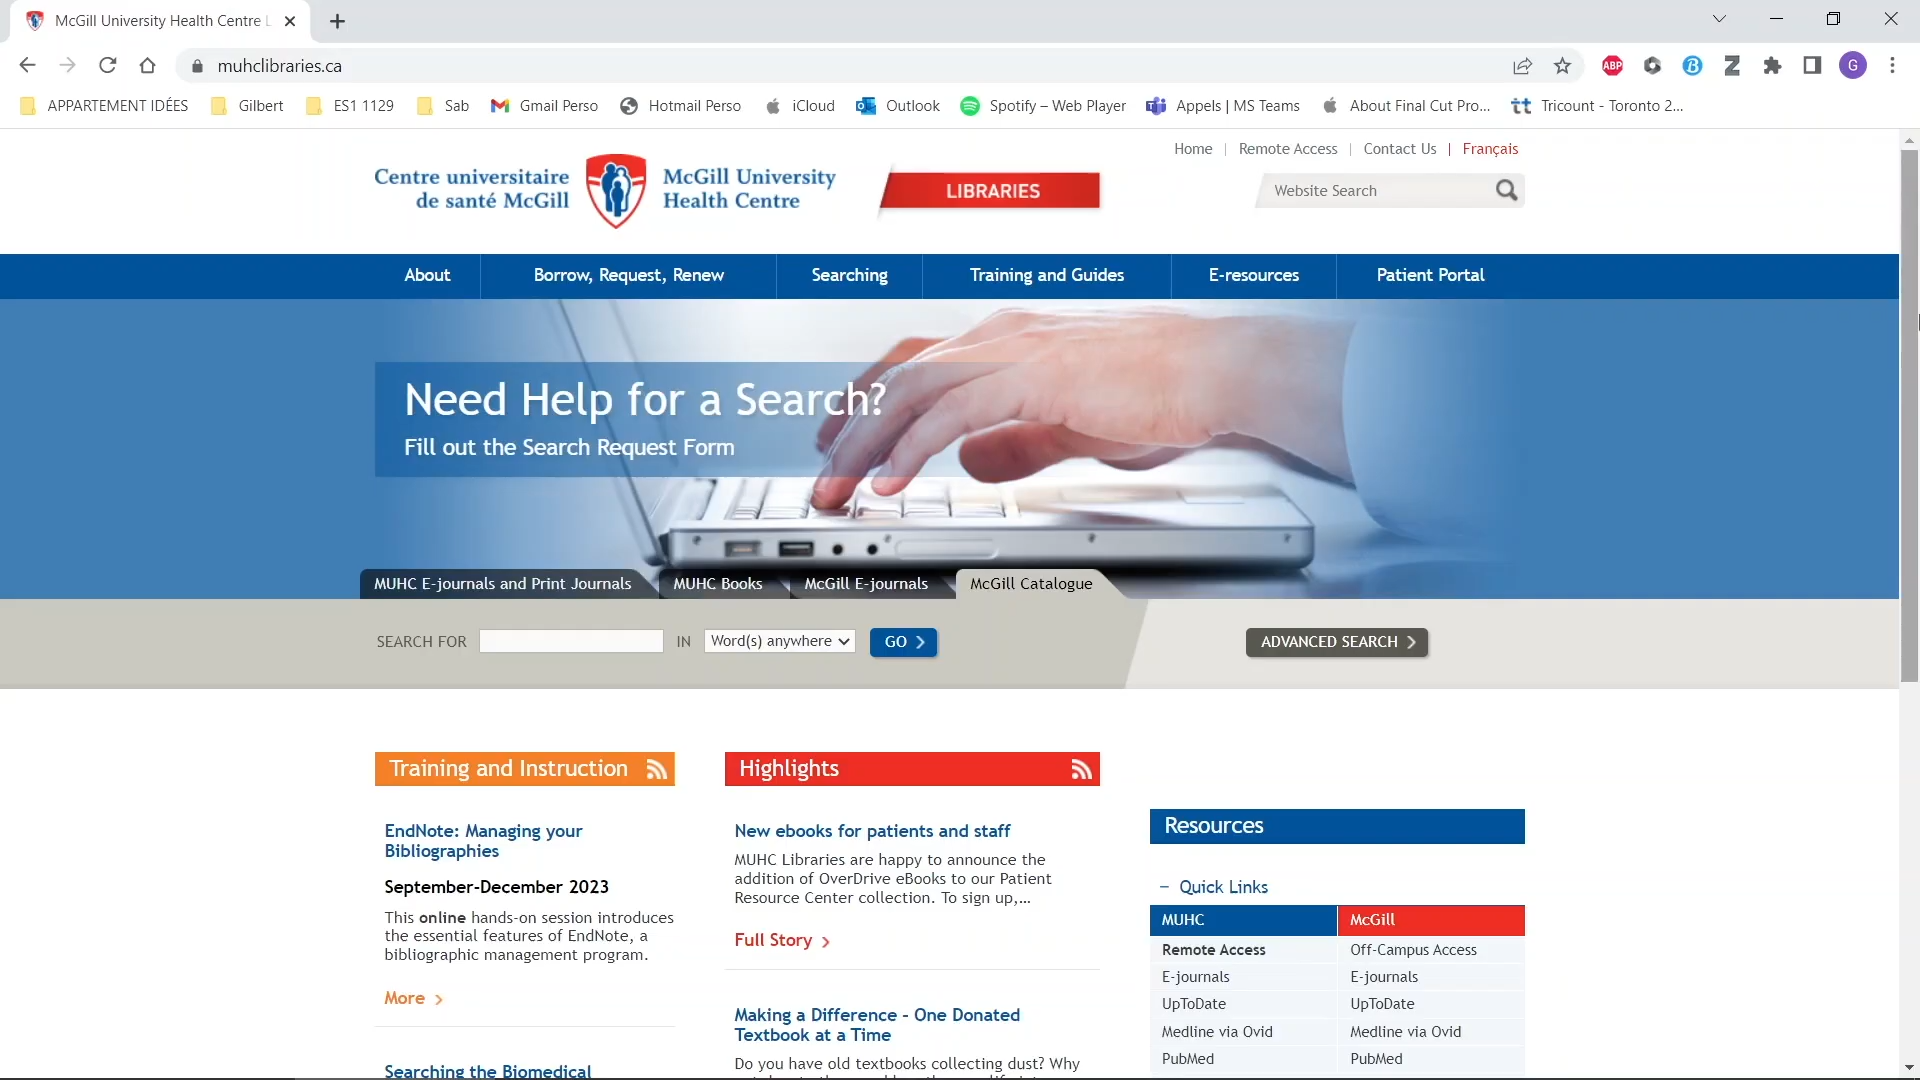 McGill University Health Centre L
muhclibraries.ca
ABP
G
APPARTEMENT IDÉES
Gilbert
ES1 1129
Sab
Gmail Perso
Hotmail Perso
iCloud
Outlook
Spotify – Web Player
Appels | MS Teams
About Final Cut Pro...
Tricount - Toronto 2...
Home | Remote Access | Contact Us | Français
Centre universitaire
de santé McGill
McGill University
Health Centre
LIBRARIES
Website Search
About
Borrow, Request, Renew
Searching
Training and Guides
E-resources
Patient Portal
Need Help for a Search?
Fill out the Search Request Form
MUHC E-journals and Print Journals
MUHC Books
McGill E-journals
McGill Catalogue
SEARCH FOR
IN
Word(s) anywhere
GO
ADVANCED SEARCH
Training and Instruction
EndNote: Managing your
Bibliographies
September-December 2023
This online hands-on session introduces
the essential features of EndNote, a
bibliographic management program.
More
Searching the Biomedical
Highlights
New ebooks for patients and staff
MUHC Libraries are happy to announce the
addition of OverDrive eBooks to our Patient
Resource Center collection. To sign up,...
Full Story
Making a Difference - One Donated
Textbook at a Time
Do you have old textbooks collecting dust? Why
Resources
– Quick Links
MUHC McGill
Remote Access Off-Campus Access
E-journals E-journals
UpToDate UpToDate
Medline via Ovid Medline via Ovid
PubMed PubMed